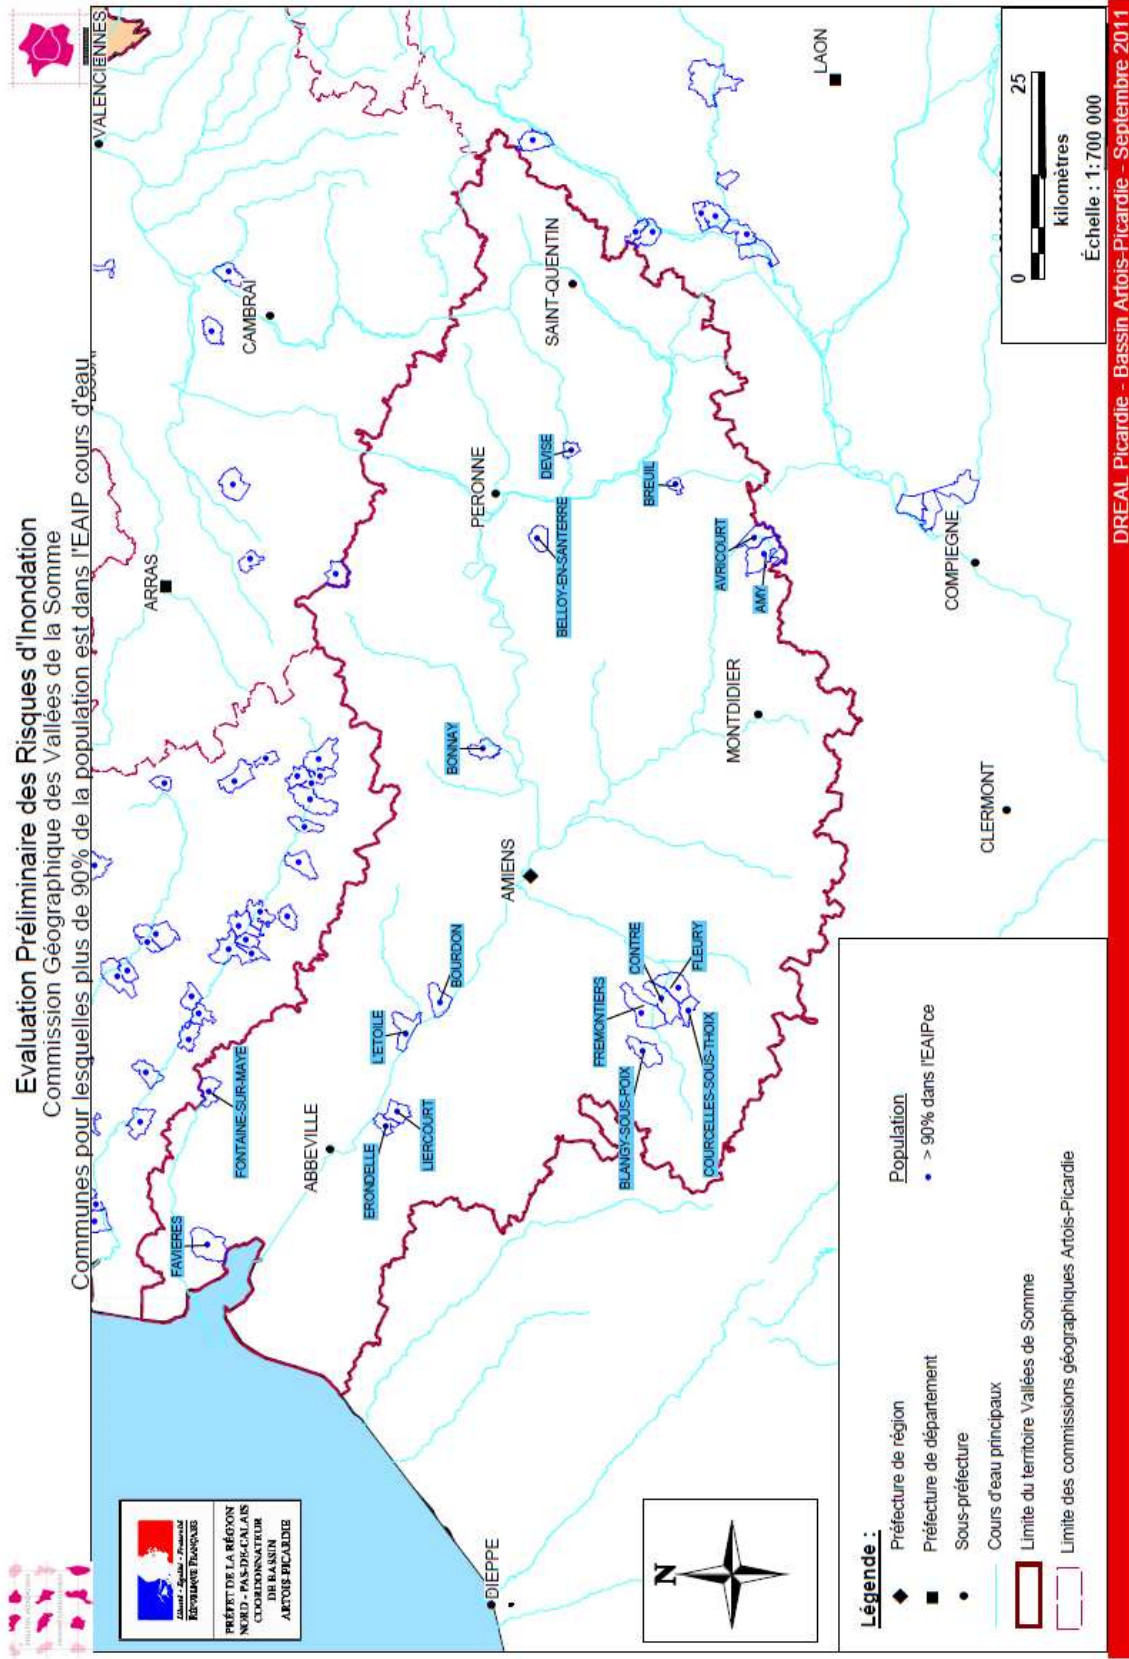 Evaluation Préliminaire des Risques d'Inondation
Commission Géographique des Vallées de la Somme
Communes pour lesquelles plus de 90% de la population est dans l'EAIP cours d'eau
Liberté • Égalité • Fraternité
RÉPUBLIQUE FRANÇAISE
PRÉFET DE LA RÉGION
NORD - PAS-DE-CALAIS
COORDONNATEUR
DE BASSIN
ARTOIS-PICARDIE
N
DIEPPE
FAVIERES
FONTAINE-SUR-MAYE
ABBEVILLE
ERONDELLE
LIERCOURT
L'ETOILE
BOURDON
BLANGY-SOUS-POIX
FREMONTIERS
CONTRE
FLEURY
COURCELLES-SOUS-THOIX
AMIENS
BONNAY
ARRAS
CAMBRAI
VALENCIENNES
PERONNE
BELLOY-EN-SANTERRE
DEVISE
SAINT-QUENTIN
BREUIL
AVRICOURT
AMY
MONTDIDIER
CLERMONT
COMPIEGNE
LAON
0
25
kilomètres
Échelle : 1:700 000
Légende :
Préfecture de région
Préfecture de département
Sous-préfecture
Cours d'eau principaux
Limite du territoire Vallées de Somme
Limite des commissions géographiques Artois-Picardie
Population
> 90% dans l'EAIPce
DREAL Picardie - Bassin Artois-Picardie - Septembre 2011